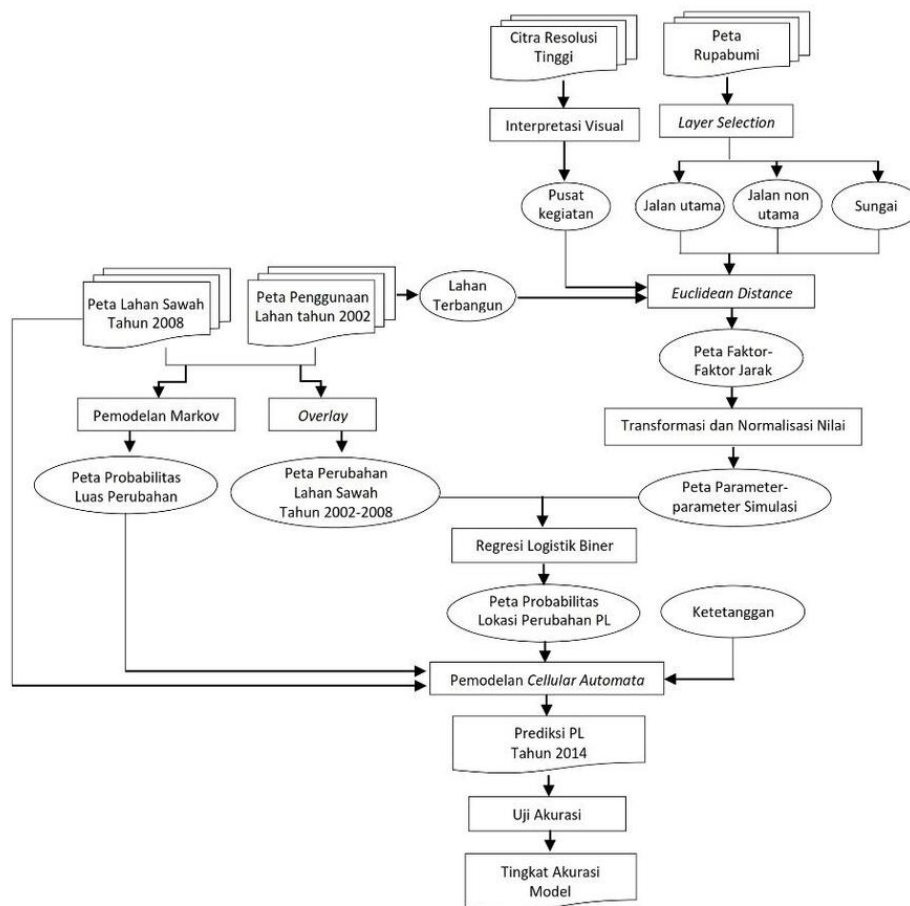 Citra Resolusi
Tinggi
Peta
Rupabumi
Interpretasi Visual
Layer Selection
Pusat
kegiatan
Jalan utama
Jalan non
utama
Sungai
Peta Lahan Sawah
Tahun 2008
Peta Penggunaan
Lahan tahun 2002
Lahan
Terbangun
Euclidean Distance
Peta Faktor-
Faktor Jarak
Pemodelan Markov
Overlay
Transformasi dan Normalisasi Nilai
Peta Probabilitas
Luas Perubahan
Peta Perubahan
Lahan Sawah
Tahun 2002-2008
Peta Parameter-
parameter Simulasi
Regresi Logistik Biner
Peta Probabilitas
Lokasi Perubahan PL
Ketetanggan
Pemodelan Cellular Automata
Prediksi PL
Tahun 2014
Uji Akurasi
Tingkat Akurasi
Model